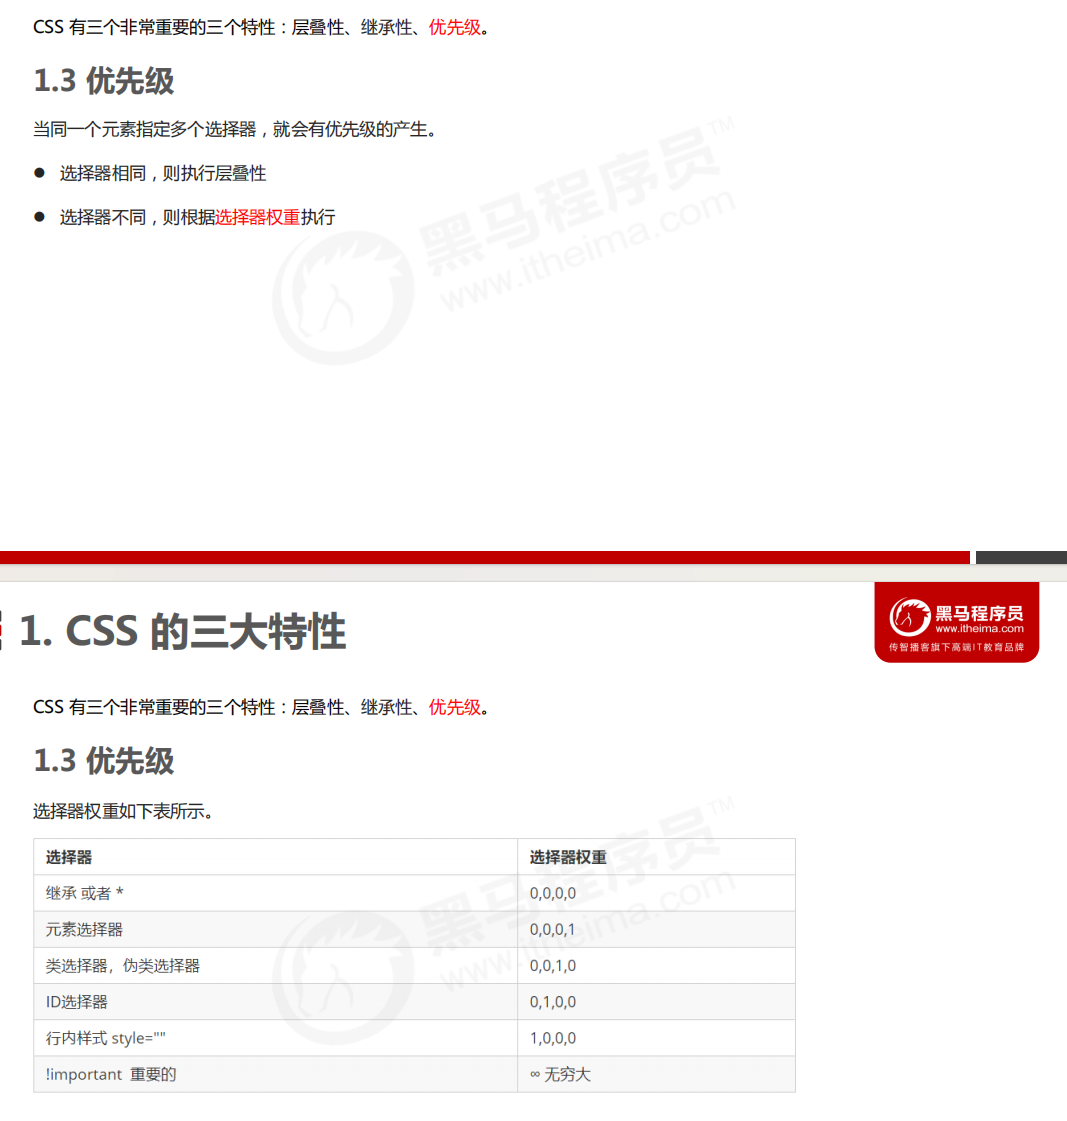 CSS 有三个非常重要的三个特性：层叠性、继承性、优先级。
1.3 优先级
当同一个元素指定多个选择器，就会有优先级的产生。
● 选择器相同，则执行层叠性
● 选择器不同，则根据选择器权重执行
黑马程序员™
www.itheima.com
1. CSS 的三大特性
黑马程序员
www.itheima.com
传智播客旗下高端IT教育品牌
CSS 有三个非常重要的三个特性：层叠性、继承性、优先级。
1.3 优先级
选择器权重如下表所示。
选择器 选择器权重
继承 或者 * 0,0,0,0
元素选择器 0,0,0,1
类选择器，伪类选择器 0,0,1,0
ID选择器 0,1,0,0
行内样式 style="" 1,0,0,0
!important 重要的 ∞ 无穷大
黑马程序员™
www.itheima.com